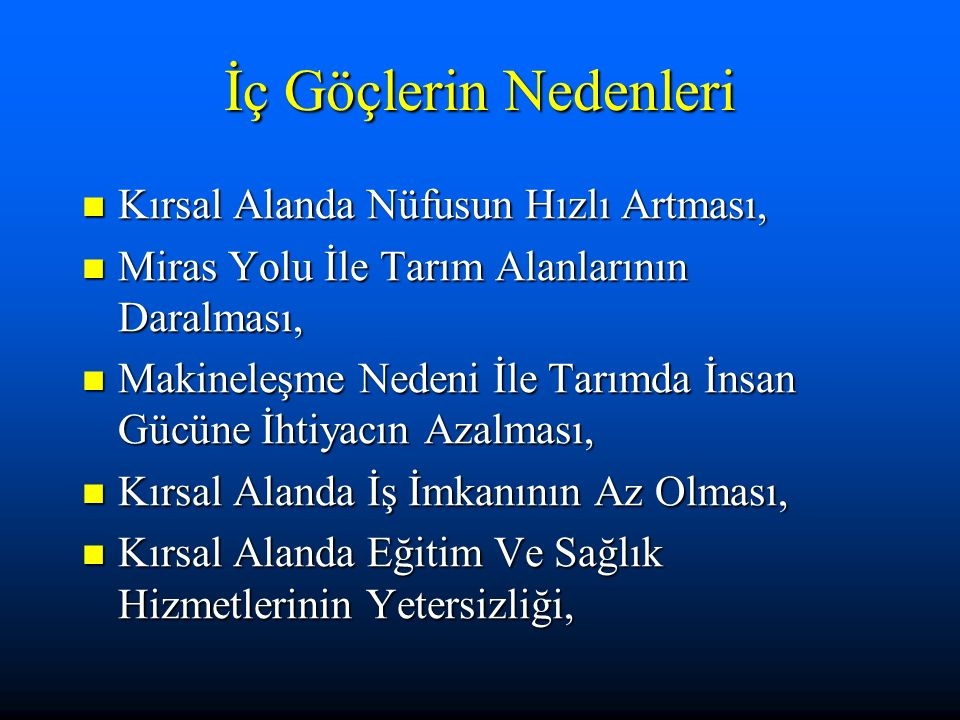 İç Göçlerin Nedenleri
Kırsal Alanda Nüfusun Hızlı Artması,
Miras Yolu İle Tarım Alanlarının
Daralması,
Makineleşme Nedeni İle Tarımda İnsan
Gücüne İhtiyacın Azalması,
Kırsal Alanda İş İmkanının Az Olması,
Kırsal Alanda Eğitim Ve Sağlık
Hizmetlerinin Yetersizliği,